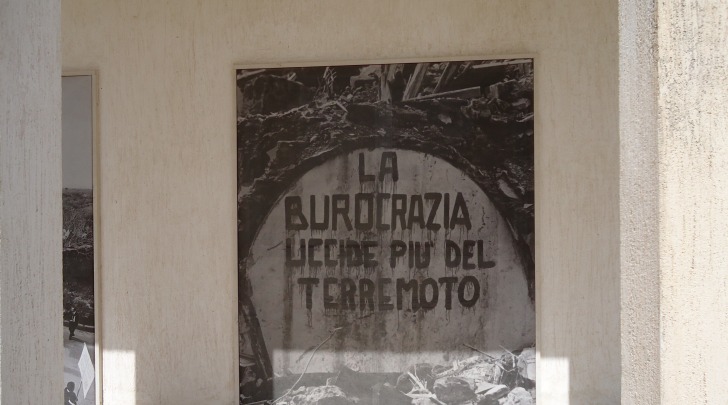 LA
BUROCRAZIA
UCCIDE PIU' DEL
TERREMOTO